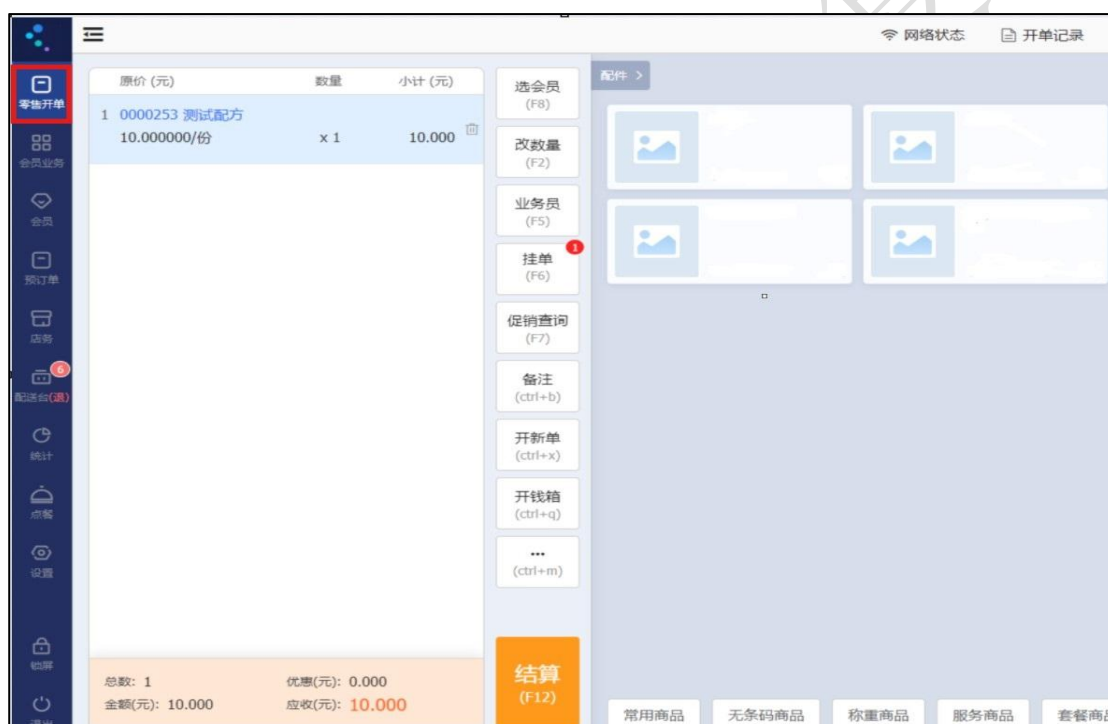 网络状态 开单记录
零售开单
会员业务
会员
预订单
店务
6
配送台(退)
统计
点餐
设置
锁屏
退出
原价 (元) 数量 小计 (元)
1 0000253 测试配方
10.000000/份 x 1 10.000
总数: 1 优惠(元): 0.000
金额(元): 10.000 应收(元): 10.000
选会员
(F8)
改数量
(F2)
业务员
(F5)
1
挂单
(F6)
促销查询
(F7)
备注
(ctrl+b)
开新单
(ctrl+x)
开钱箱
(ctrl+q)
•••
(ctrl+m)
结算
(F12)
配件 >
常用商品 无条码商品 称重商品 服务商品 套餐商品